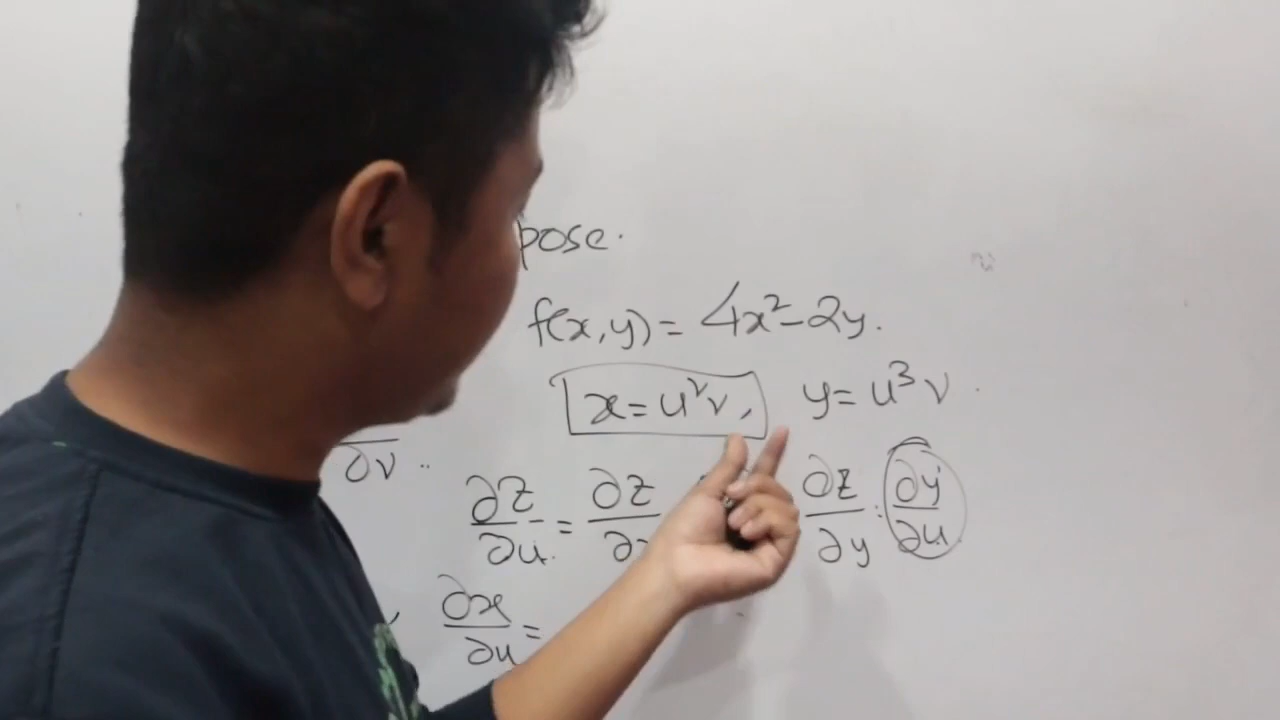 pose.
f(x,y) = 4x²-2y.
x = u²v, y = u³v.
∂v ..
∂z/∂u = ∂z/∂ ∂z/∂y . ∂y/∂u
∂x/∂u =